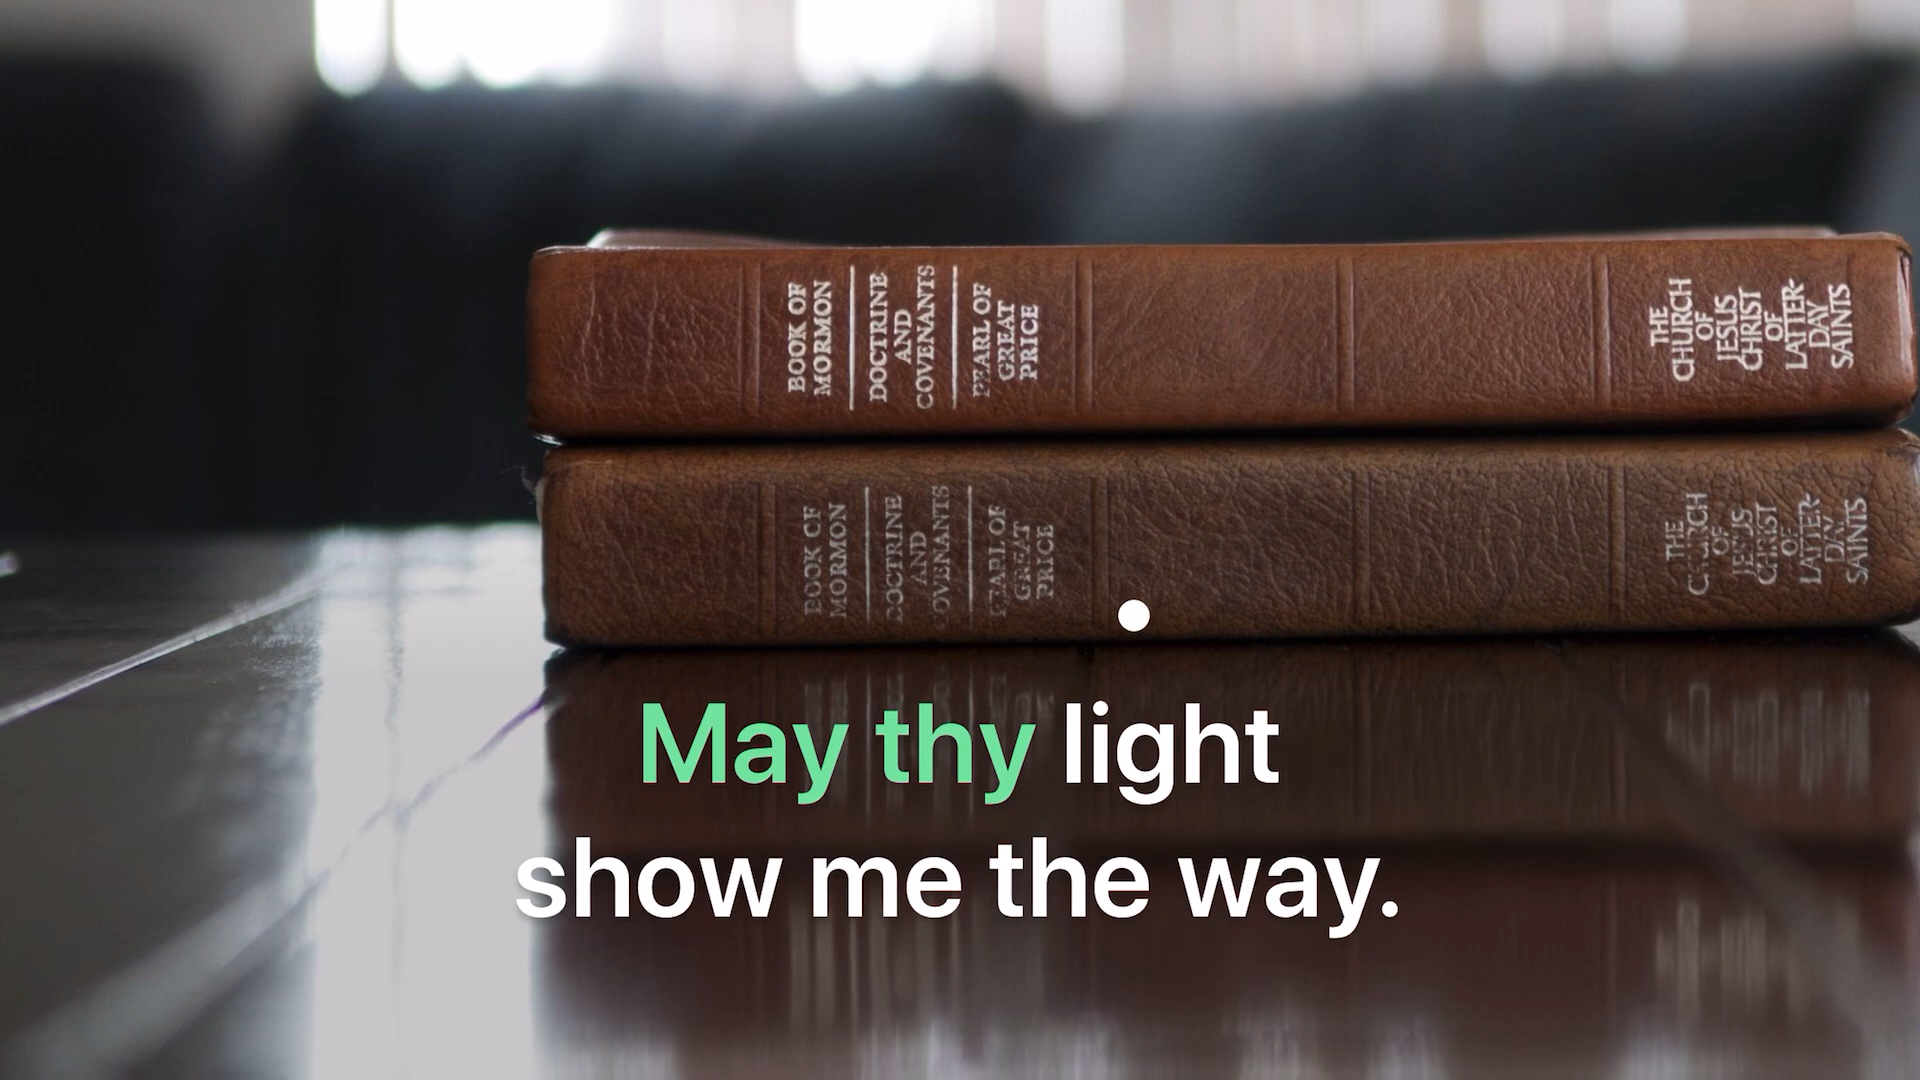 BOOK OF
MORMON
DOCTRINE
AND
COVENANTS
PEARL OF
GREAT
PRICE
THE
CHURCH
OF
JESUS
CHRIST
OF
LATTER-
DAY
SAINTS
BOOK OF
MORMON
DOCTRINE
AND
COVENANTS
PEARL OF
GREAT
PRICE
THE
CHURCH
OF
JESUS
CHRIST
OF
LATTER-
DAY
SAINTS
May thy light
show me the way.